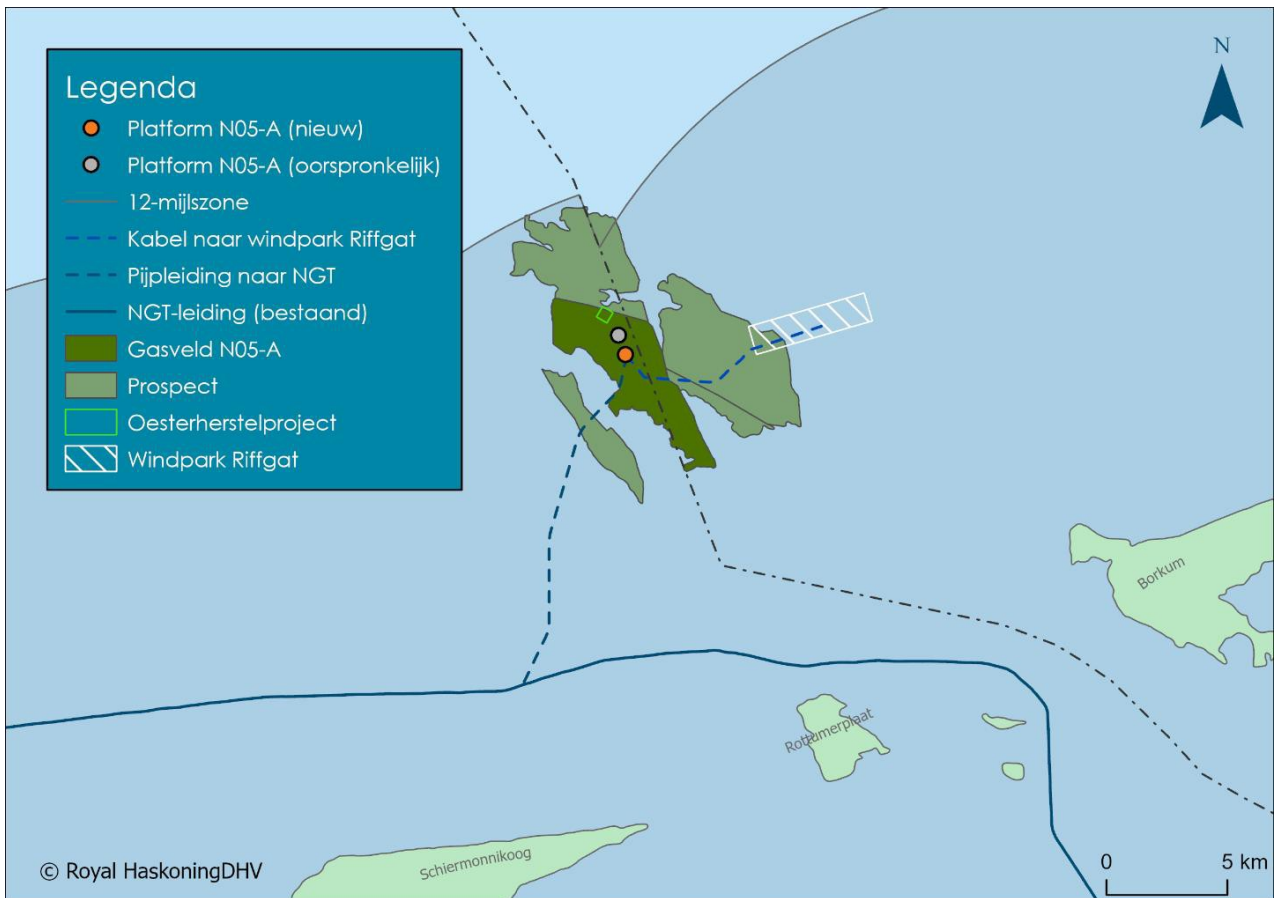 Legenda
Platform N05-A (nieuw)
Platform N05-A (oorspronkelijk)
12-mijlszone
Kabel naar windpark Riffgat
Pijpleiding naar NGT
NGT-leiding (bestaand)
Gasveld N05-A
Prospect
Oesterherstelproject
Windpark Riffgat
N
Borkum
Rottumerplaat
Schiermonnikoog
© Royal HaskoningDHV
0 5 km